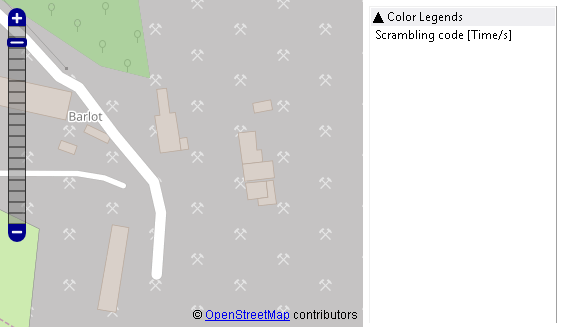 Barlot
© OpenStreetMap contributors
▲ Color Legends
Scrambling code [Time/s]